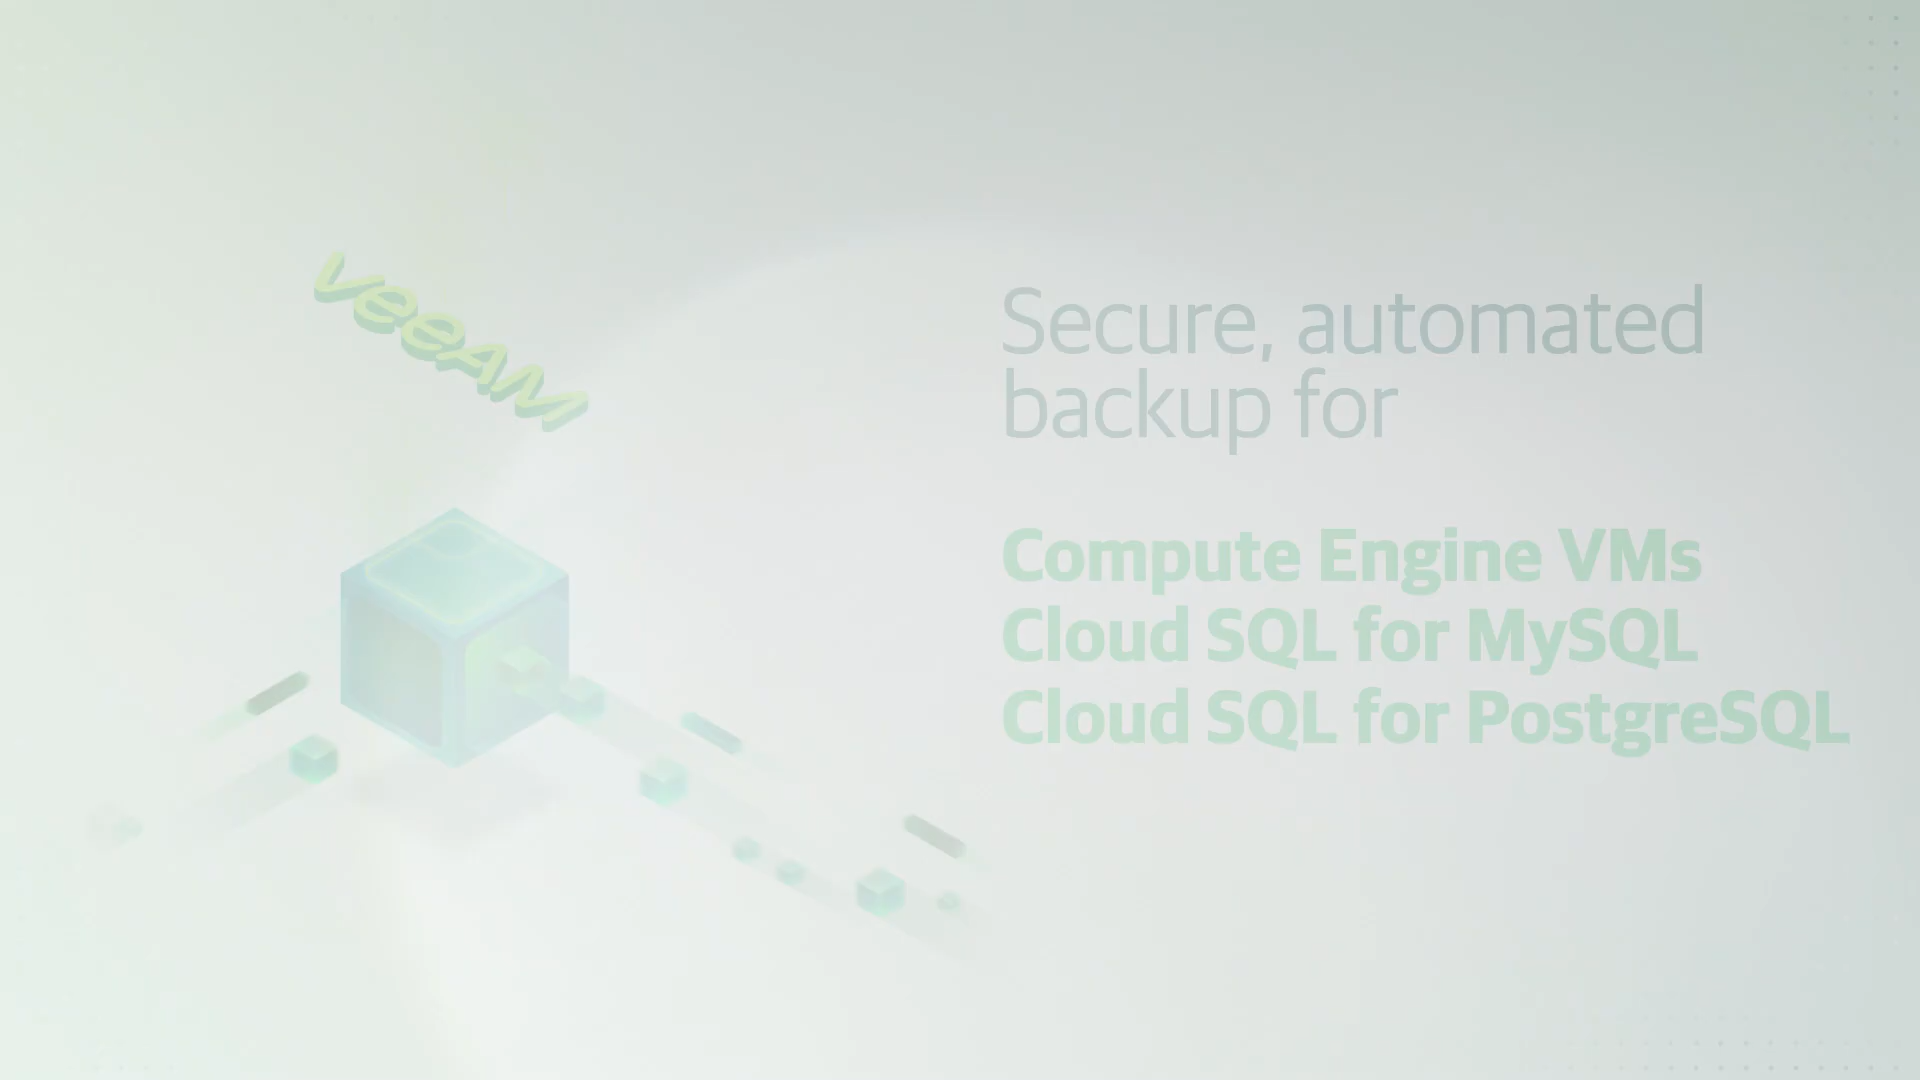 veeAM
Secure, automated
backup for
Compute Engine VMs
Cloud SQL for MySQL
Cloud SQL for PostgreSQL